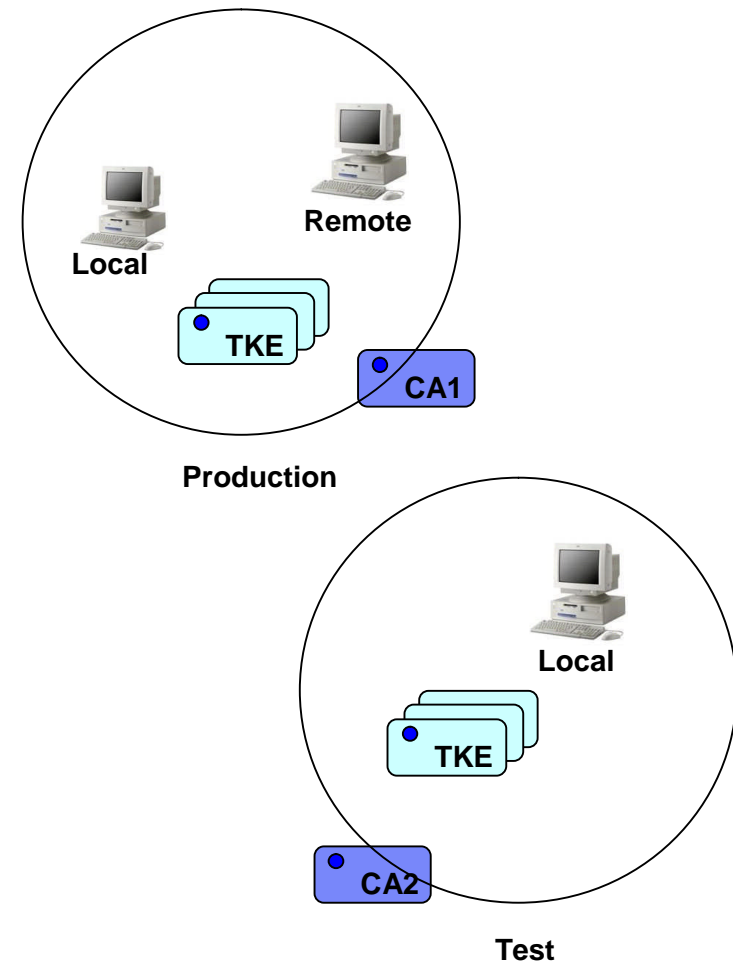 Remote
Local
TKE
CA1
Production
Local
TKE
CA2
Test